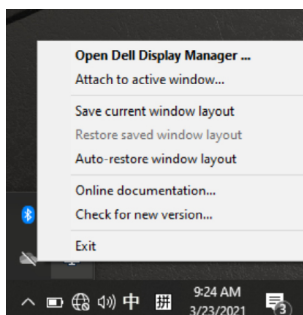 Open Dell Display Manager ...
Attach to active window...
Save current window layout
Restore saved window layout
Auto-restore window layout
Online documentation...
Check for new version...
Exit
中 拼 9:24 AM
3/23/2021 3